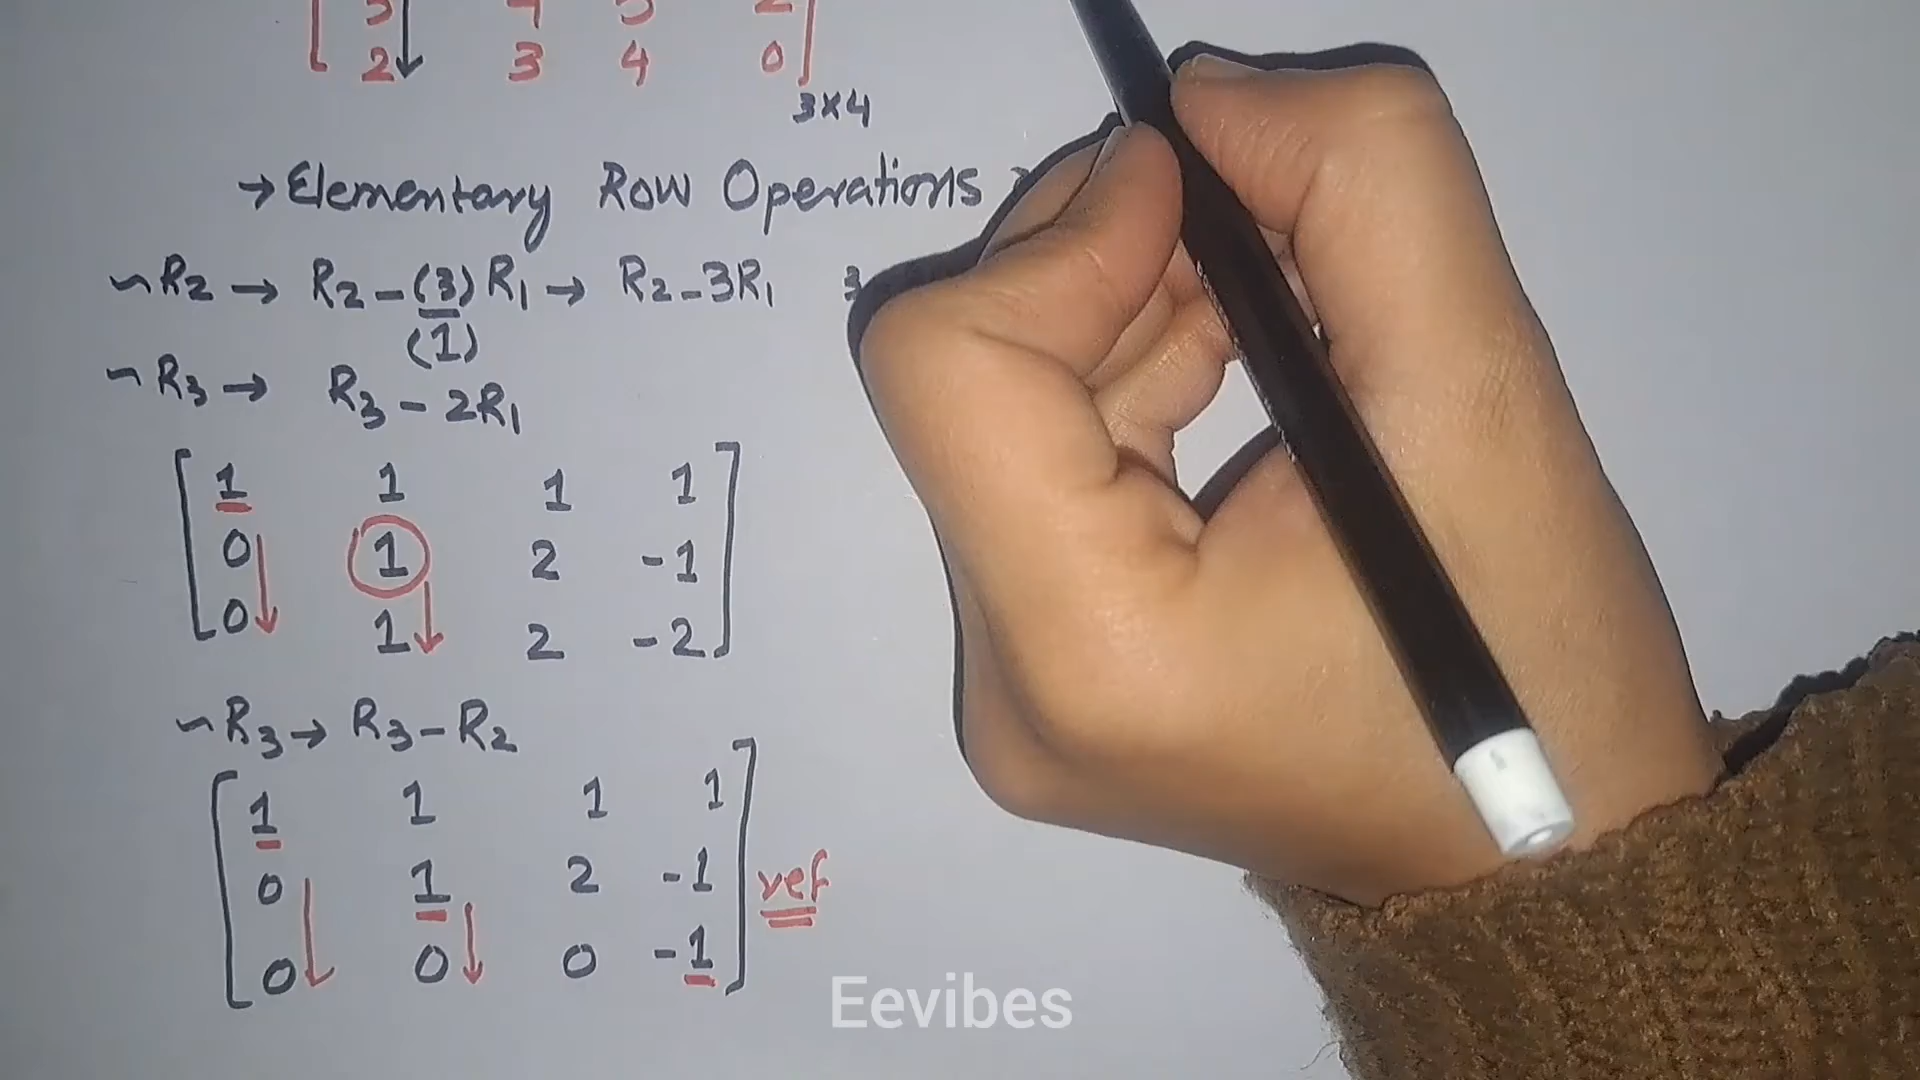 [ 3 4 5 2
2 3 4 0 ] 3×4
→ Elementary Row Operations
~R2 → R2 - (3)/(1) R1 → R2 - 3R1 3
~R3 → R3 - 2R1
[ 1 1 1 1
0 1 2 -1
0 1 2 -2 ]
~R3 → R3 - R2
[ 1 1 1 1
0 1 2 -1 ref
0 0 0 -1 ]
Eevibes